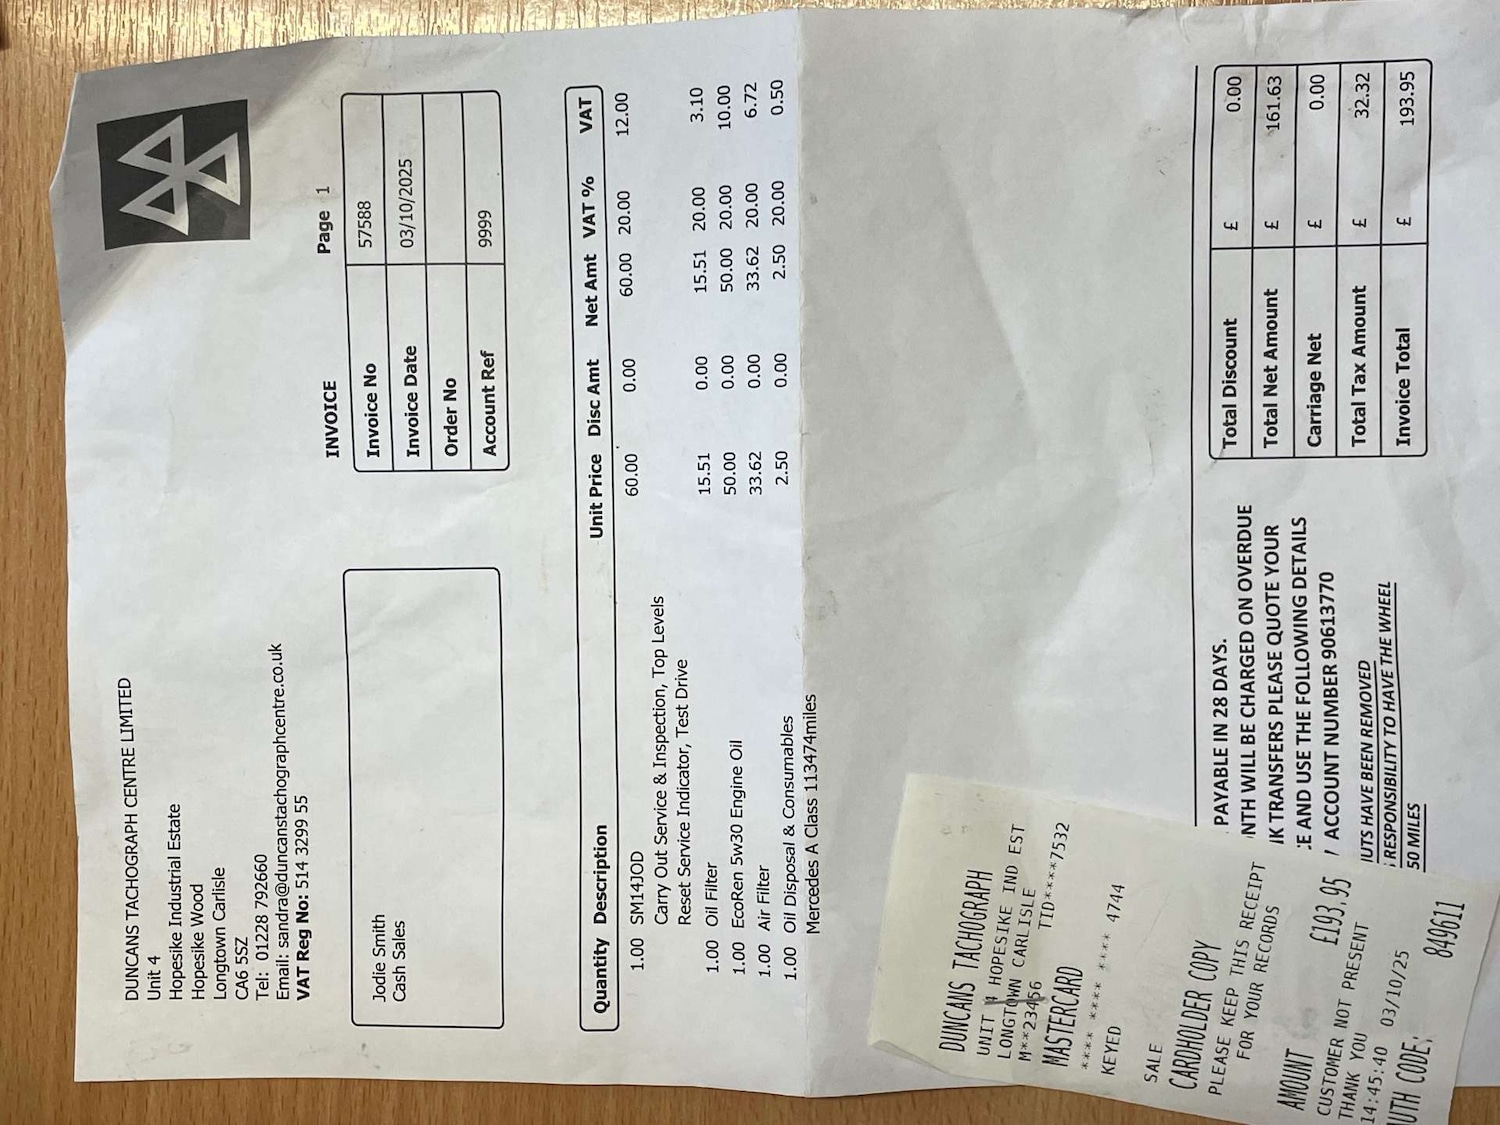 DUNCANS TACHOGRAPH CENTRE LIMITED
Unit 4
Hopesike Industrial Estate
Hopesike Wood
Longtown Carlisle
CA6 5SZ
Tel: 01228 792660
Email: sandra@duncanstachographcentre.co.uk
VAT Reg No: 514 3299 55
INVOICE Page 1
Invoice No 57588
Invoice Date 03/10/2025
Order No
Account Ref 9999
Jodie Smith
Cash Sales
Quantity Description Unit Price Disc Amt Net Amt VAT % VAT
1.00 SM14JOD 60.00 0.00 60.00 20.00 12.00
Carry Out Service & Inspection, Top Levels
Reset Service Indicator, Test Drive
1.00 Oil Filter 15.51 0.00 15.51 20.00 3.10
1.00 EcoRen 5w30 Engine Oil 50.00 0.00 50.00 20.00 10.00
1.00 Air Filter 33.62 0.00 33.62 20.00 6.72
1.00 Oil Disposal & Consumables 2.50 0.00 2.50 20.00 0.50
Mercedes A Class 113474miles
PAYABLE IN 28 DAYS.
NTH WILL BE CHARGED ON OVERDUE
K TRANSFERS PLEASE QUOTE YOUR
E AND USE THE FOLLOWING DETAILS
/ ACCOUNT NUMBER 90613770
UTS HAVE BEEN REMOVED
RESPONSIBILITY TO HAVE THE WHEEL
50 MILES
Total Discount £ 0.00
Total Net Amount £ 161.63
Carriage Net £ 0.00
Total Tax Amount £ 32.32
Invoice Total £ 193.95
DUNCANS TACHOGRAPH
UNIT 4 HOPESIKE IND EST
LONGTOWN CARLISLE
M**23456 TID****7532
MASTERCARD
**** **** **** 4744
KEYED
SALE
CARDHOLDER COPY
PLEASE KEEP THIS RECEIPT
FOR YOUR RECORDS
AMOUNT £193.95
CUSTOMER NOT PRESENT
THANK YOU
14:45:40 03/10/25
AUTH CODE: 849611